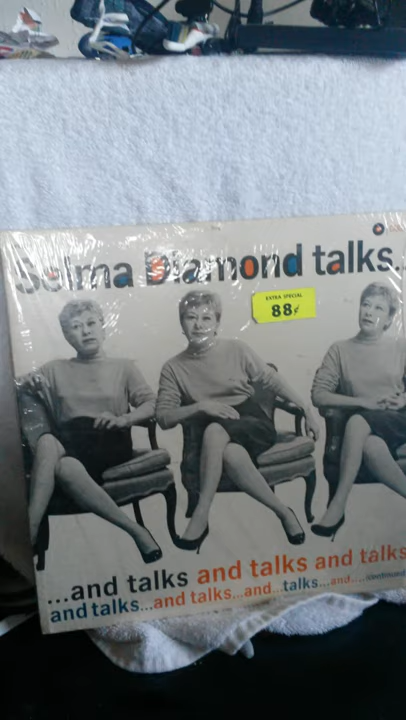 Selma Diamond talks..
EXTRA SPECIAL
88¢
...and talks and talks and talks
and talks...and talks...and...talks...and.....(continued